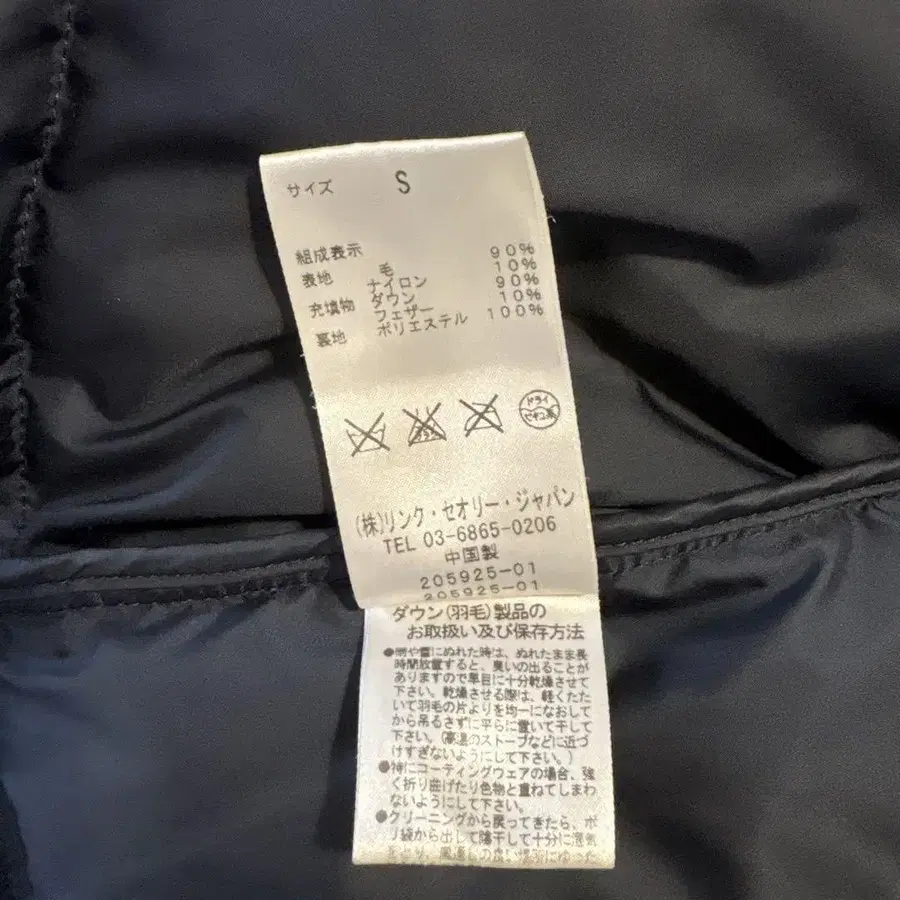 サイズ S
組成表示
表地 毛 90%
ナイロン 10%
充填物 ダウン 90%
フェザー 10%
裏地 ポリエステル 100%
ドライ
セキユ系
(株)リンク・セオリー・ジャパン
TEL 03-6865-0206
中国製
205925-01
205925-01
ダウン(羽毛)製品の
お取扱い及び保存方法
●雨や雪にぬれた時は、ぬれたまま長
時間放置すると、臭いの出ることが
ありますので早目に十分乾燥させて
下さい。乾燥させる際は、軽くたた
いて羽毛の片よりを均一になおして
から吊るさずに平らに置いて干して
下さい。(高温のストーブなどに近づ
けすぎないようにして下さい。)
●特にコーティングウェアの場合、強
く折り曲げたり色物と重ねてしまわ
ないようにして下さい。
●クリーニングから戻ってきたら、ポ
リ袋から出して陰干して十分に湿気